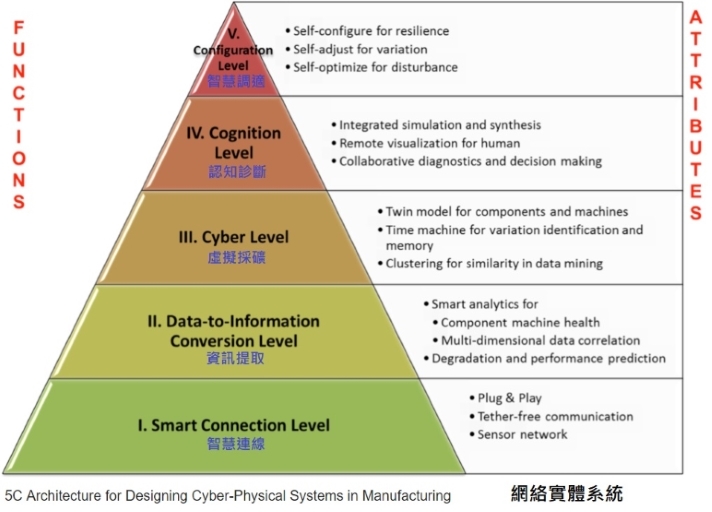 FUNCTIONS
ATTRIBUTES
V.
Configuration
Level
智慧調適
• Self-configure for resilience
• Self-adjust for variation
• Self-optimize for disturbance
IV. Cognition
Level
認知診斷
• Integrated simulation and synthesis
• Remote visualization for human
• Collaborative diagnostics and decision making
III. Cyber Level
虛擬採礦
• Twin model for components and machines
• Time machine for variation identification and
memory
• Clustering for similarity in data mining
II. Data-to-Information
Conversion Level
資訊提取
• Smart analytics for
• Component machine health
• Multi-dimensional data correlation
• Degradation and performance prediction
I. Smart Connection Level
智慧連線
• Plug & Play
• Tether-free communication
• Sensor network
5C Architecture for Designing Cyber-Physical Systems in Manufacturing
網絡實體系統